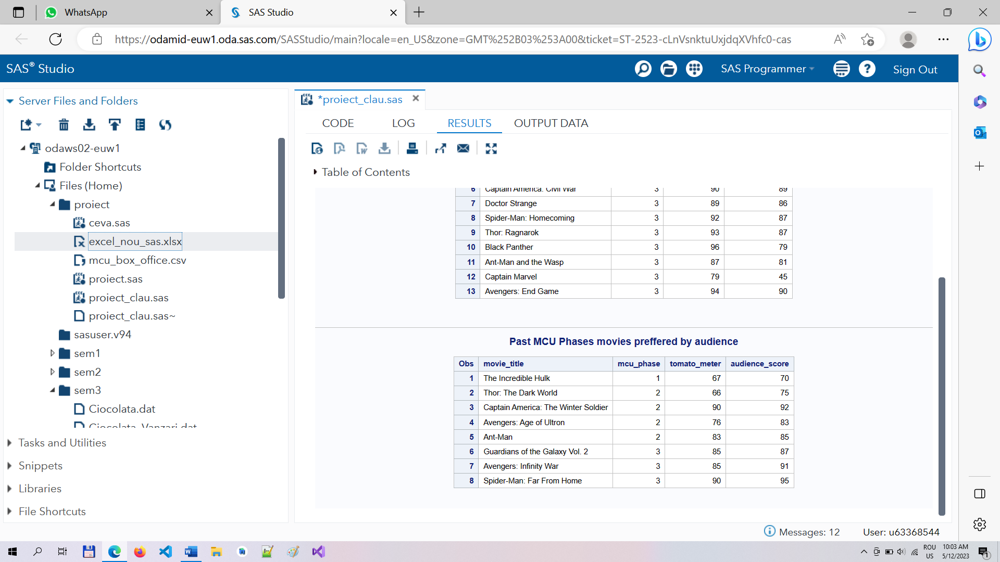 WhatsApp
SAS Studio
https://odamid-euw1.oda.sas.com/SASStudio/main?locale=en_US&zone=GMT%252B03%253A00&ticket=ST-2523-cLnVsnktuUxjdqXVhfc0-cas
SAS® Studio
SAS Programmer
Sign Out
Server Files and Folders
odaws02-euw1
Folder Shortcuts
Files (Home)
proiect
ceva.sas
excel_nou_sas.xlsx
mcu_box_office.csv
proiect.sas
proiect_clau.sas
proiect_clau.sas~
sasuser.v94
sem1
sem2
sem3
Ciocolata.dat
Ciocolata_Vanzari.dat
Tasks and Utilities
Snippets
Libraries
File Shortcuts
*proiect_clau.sas
CODE LOG RESULTS OUTPUT DATA
Table of Contents
6 Captain America: Civil War 3 90 89
7 Doctor Strange 3 89 86
8 Spider-Man: Homecoming 3 92 87
9 Thor: Ragnarok 3 93 87
10 Black Panther 3 96 79
11 Ant-Man and the Wasp 3 87 81
12 Captain Marvel 3 79 45
13 Avengers: End Game 3 94 90
Past MCU Phases movies preffered by audience
Obs movie_title mcu_phase tomato_meter audience_score
1 The Incredible Hulk 1 67 70
2 Thor: The Dark World 2 66 75
3 Captain America: The Winter Soldier 2 90 92
4 Avengers: Age of Ultron 2 76 83
5 Ant-Man 2 83 85
6 Guardians of the Galaxy Vol. 2 3 85 87
7 Avengers: Infinity War 3 85 91
8 Spider-Man: Far From Home 3 90 95
Messages: 12
User: u63368544
ROU
US
10:03 AM
5/12/2023
1